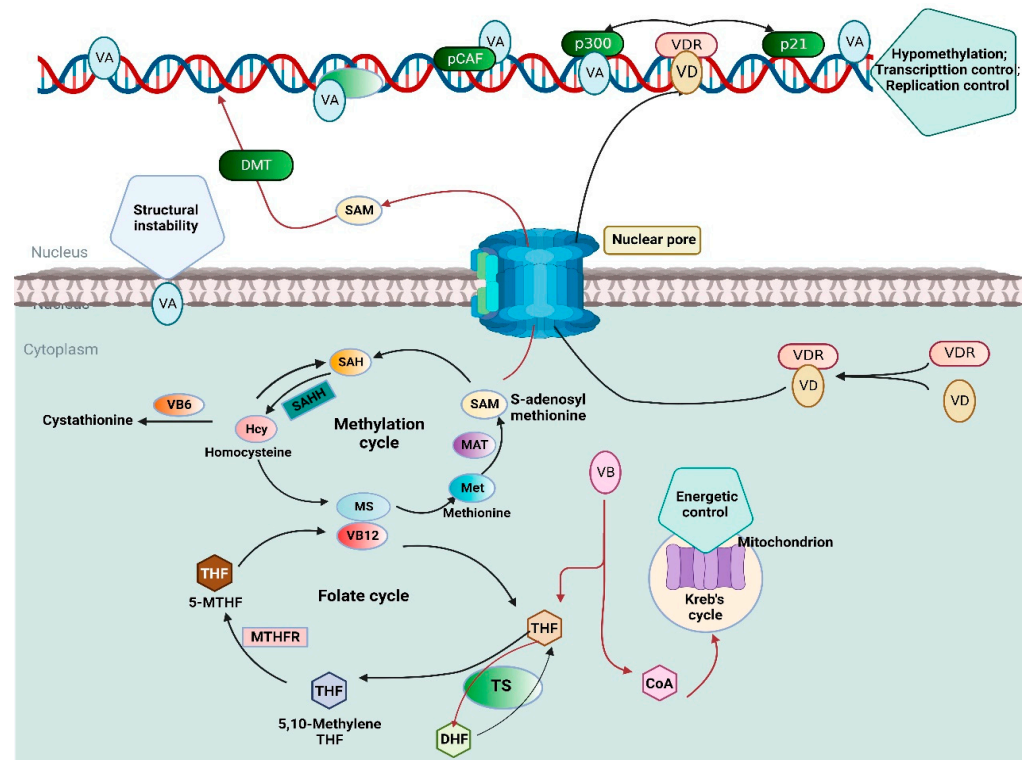 VA
pCAF
VA
p300
VA
VDR
VD
p21
VA
VA
Hypomethylation;
Transcripttion contro;
Replication control
DMT
SAM
Structural
instability
Nuclear pore
Nucleus
VA
Nucleus
Cytoplasm
VDR
VD
VDR
VD
SAH
SAHH
SAM
S-adenosyl
methionine
VB6
Cystathionine
Hcy
Homocysteine
Methylation
cycle
MAT
Met
Methionine
MS
VB12
VB
Energetic
control
Mitochondrion
Kreb's
cycle
THF
5-MTHF
Folate cycle
THF
MTHFR
THF
5,10-Methylene
THF
TS
DHF
CoA